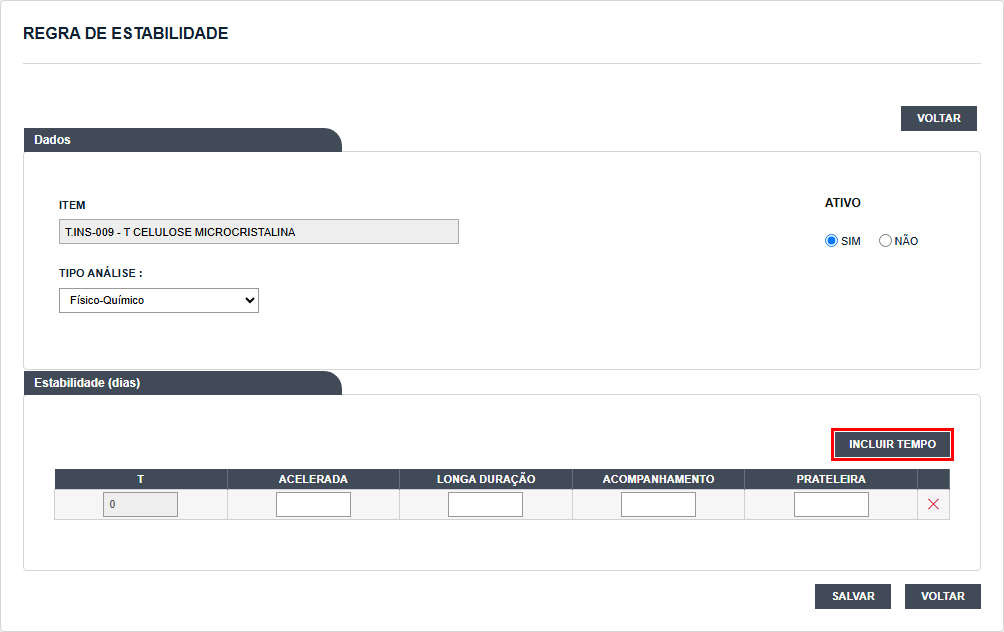 REGRA DE ESTABILIDADE
VOLTAR
Dados
ITEM
ATIVO
T.INS-009 - T CELULOSE MICROCRISTALINA
SIM NÃO
TIPO ANÁLISE :
Físico-Químico
Estabilidade (dias)
INCLUIR TEMPO
T ACELERADA LONGA DURAÇÃO ACOMPANHAMENTO PRATELEIRA
0
SALVAR VOLTAR